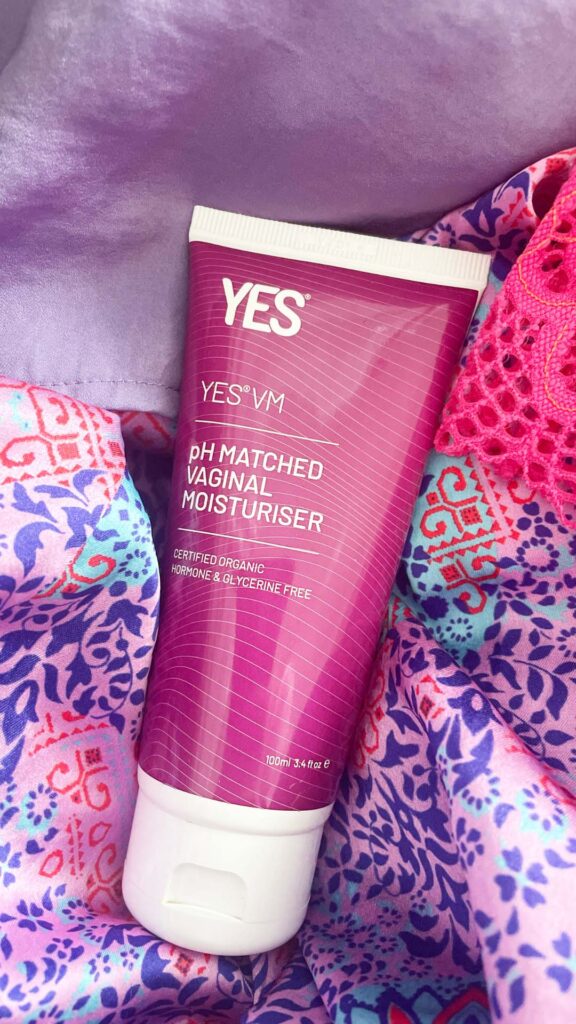 YES®
YES® VM
pH MATCHED
VAGINAL
MOISTURISER
CERTIFIED ORGANIC
HORMONE & GLYCERINE FREE
100ml 3.4 fl oz ℮